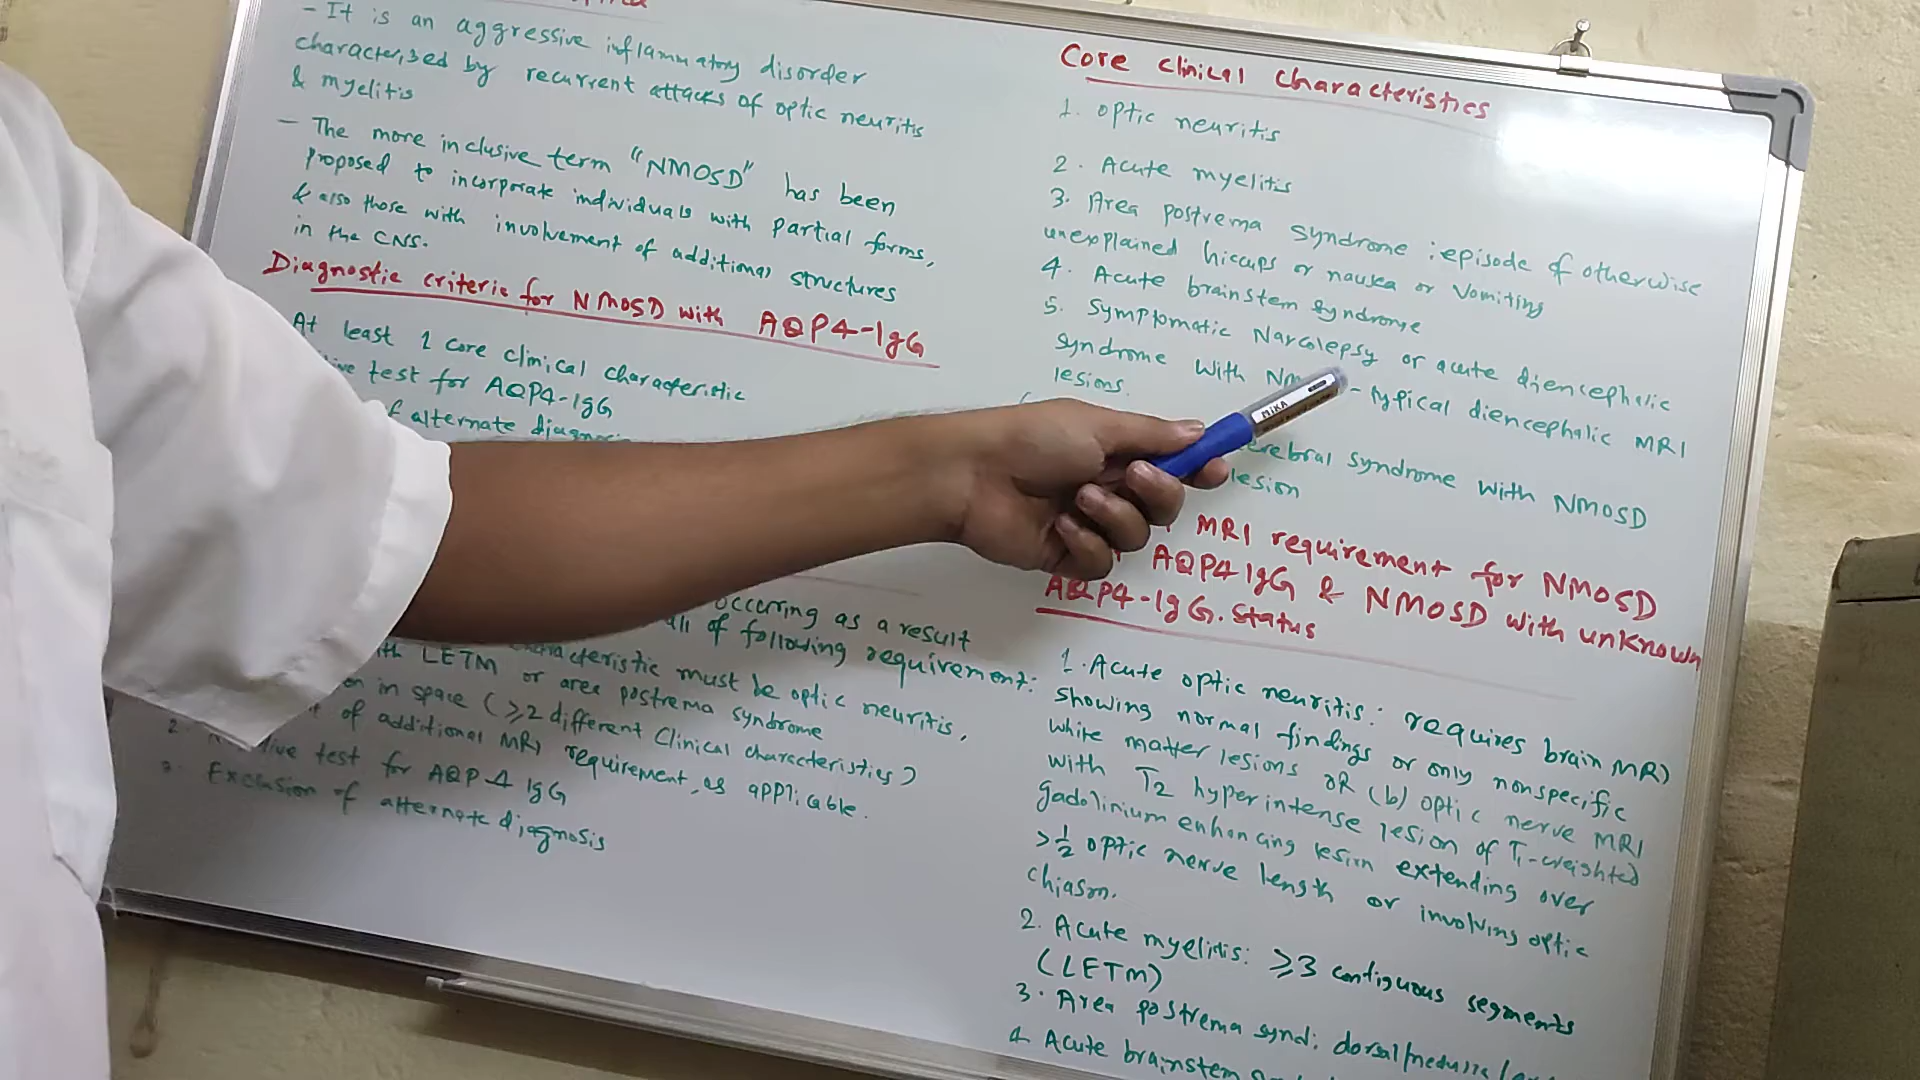 - It is an aggressive inflammatory disorder
characterised by recurrent attacks of optic neuritis
& myelitis
- The more inclusive term "NMOSD" has been
proposed to incorporate individuals with partial forms,
& also those with involvement of additional structures
in the CNS.
Diagnostic criteria for NMOSD with AQP4-IgG
At least 1 core clinical characteristic
test for AQP4-IgG
alternate diagnosis
occuring as a result
all of following requirement:
must be optic neuritis,
LETM or area postrema syndrome
in space (≥2 different clinical characteristics)
of additional MRI requirement, as applicable.
2. test for AQP-4 IgG
3. Exclusion of alternate diagnosis
Core clinical characteristics
1. optic neuritis
2. Acute myelitis
3. Area postrema syndrome: episode of otherwise
unexplained hiccups or nausea or vomiting
4. Acute brainstem syndrome
5. Symptomatic Narcolepsy or acute diencephalic
syndrome with - typical diencephalic MRI
lesions.
syndrome with NMOSD
lesion
MRI requirement for NMOSD
AQP4 IgG & NMOSD with unknown
AQP4-IgG. status
1. Acute optic neuritis: requires brain MRI
showing normal findings or only nonspecific
white matter lesions OR (b) optic nerve MRI
with T2 hyperintense lesion of T1-weighted
gadolinium enhancing lesion extending over
>1/2 optic nerve length or involving optic
chiasm.
2. Acute myelitis: ≥3 contiguous segments
(LETM)
3. Area postrema synd: dorsal/medulla/
4. Acute brainstem
MIKA